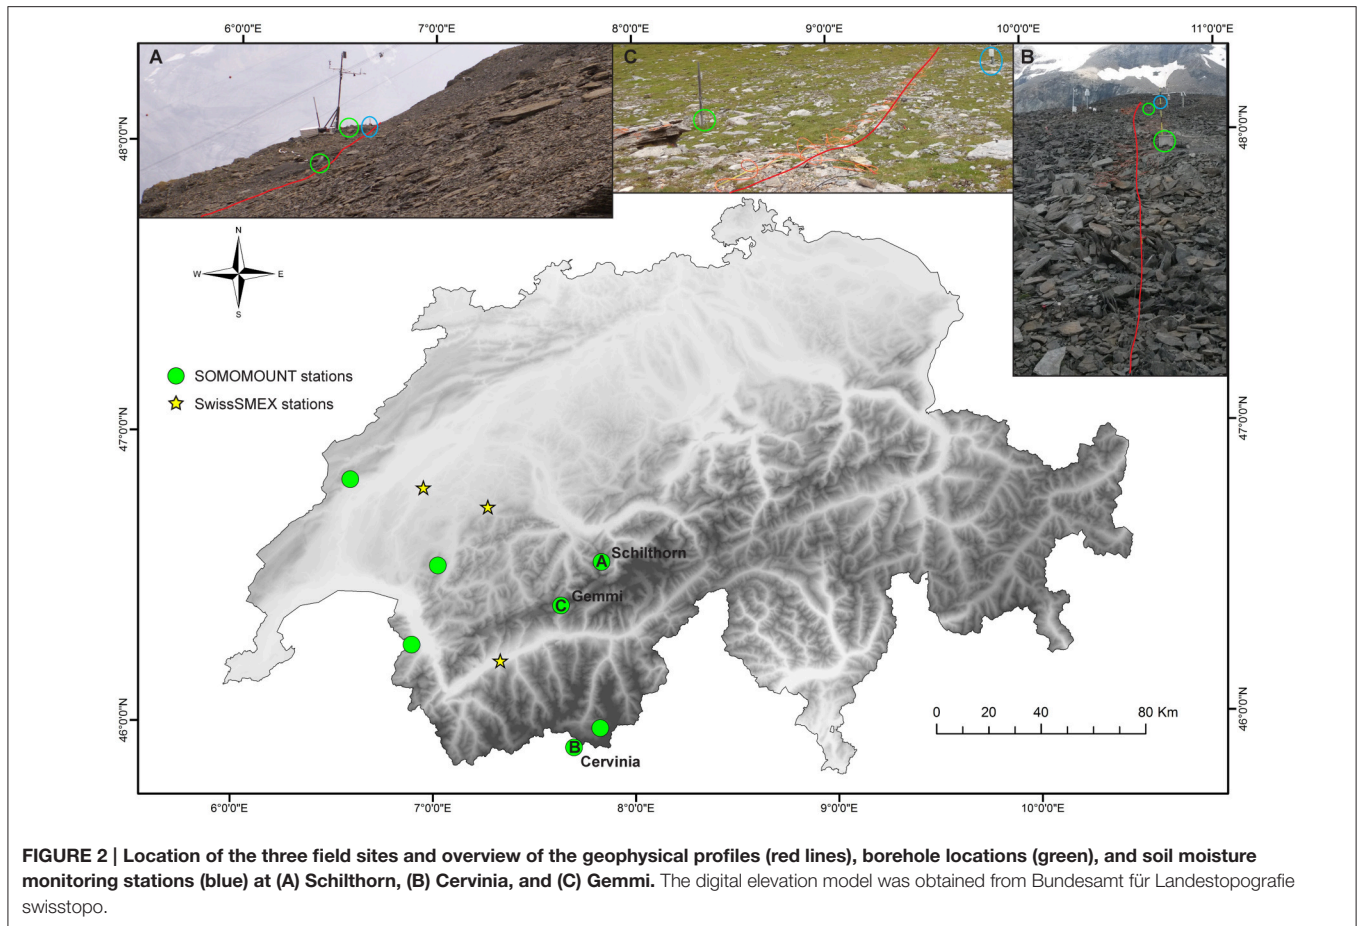 6°0'0"E
7°0'0"E
8°0'0"E
9°0'0"E
10°0'0"E
11°0'0"E
A
C
B
48°0'0"N
48°0'0"N
N
W
E
S
SOMOMOUNT stations
SwissSMEX stations
47°0'0"N
47°0'0"N
A Schilthorn
C Gemmi
46°0'0"N
46°0'0"N
0 20 40 80 Km
B
Cervinia
6°0'0"E
7°0'0"E
8°0'0"E
9°0'0"E
10°0'0"E
FIGURE 2 | Location of the three field sites and overview of the geophysical profiles (red lines), borehole locations (green), and soil moisture
monitoring stations (blue) at (A) Schilthorn, (B) Cervinia, and (C) Gemmi. The digital elevation model was obtained from Bundesamt für Landestopografie
swisstopo.